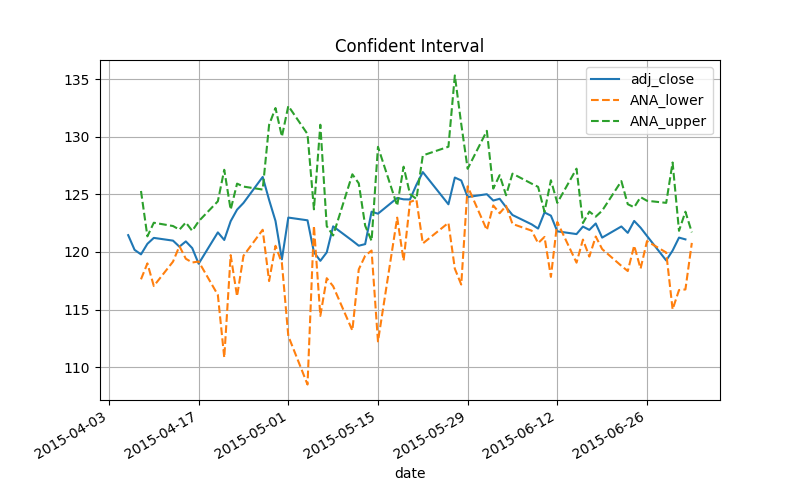 Confident Interval
adj_close
ANA_lower
ANA_upper
135
130
125
120
115
110
2015-04-03
2015-04-17
2015-05-01
2015-05-15
2015-05-29
2015-06-12
2015-06-26
date